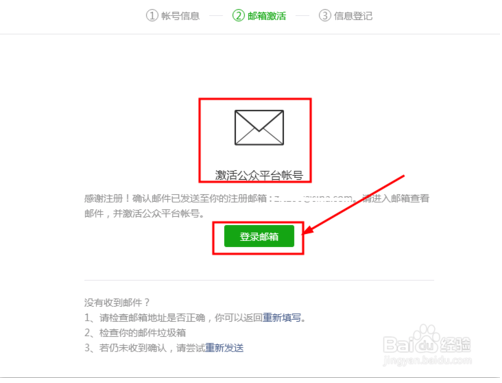 ① 帐号信息 ② 邮箱激活 ③ 信息登记
激活公众平台帐号
感谢注册！确认邮件已发送至你的注册邮箱：请进入邮箱查看
邮件，并激活公众平台帐号。
登录邮箱
没有收到邮件？
1、请检查邮箱地址是否正确，你可以返回重新填写。
2、检查你的邮件垃圾箱
3、若仍未收到确认，请尝试重新发送
Baidu经验
jingyan.baidu.com